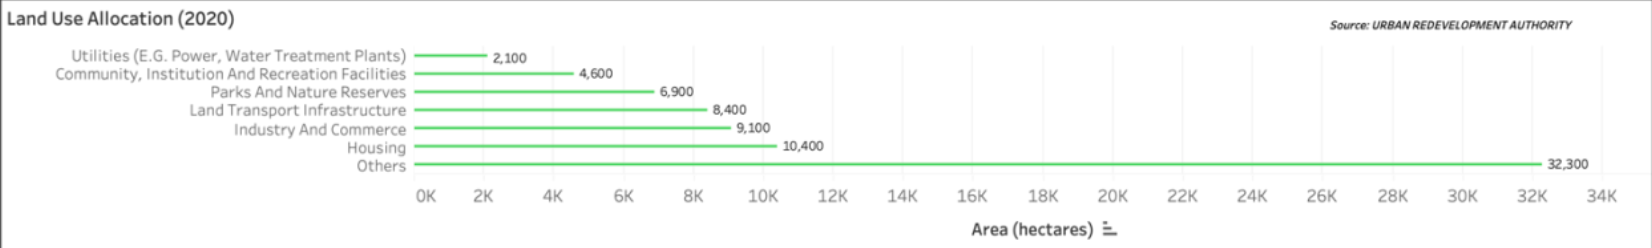 Land Use Allocation (2020)
Source: URBAN REDEVELOPMENT AUTHORITY
Utilities (E.G. Power, Water Treatment Plants) 2,100
Community, Institution And Recreation Facilities 4,600
Parks And Nature Reserves 6,900
Land Transport Infrastructure 8,400
Industry And Commerce 9,100
Housing 10,400
Others 32,300
0K 2K 4K 6K 8K 10K 12K 14K 16K 18K 20K 22K 24K 26K 28K 30K 32K 34K
Area (hectares)